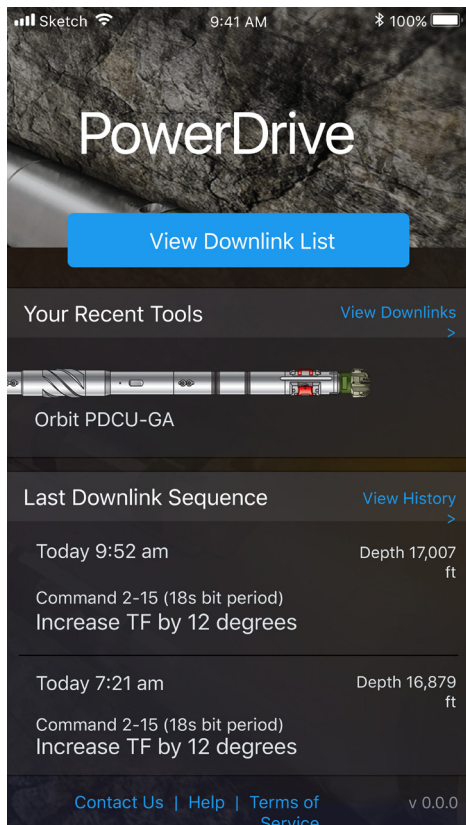 Sketch 9:41 AM 100%
PowerDrive
View Downlink List
Your Recent Tools View Downlinks
>
Orbit PDCU-GA
Last Downlink Sequence View History
>
Today 9:52 am Depth 17,007
ft
Command 2-15 (18s bit period)
Increase TF by 12 degrees
Today 7:21 am Depth 16,879
ft
Command 2-15 (18s bit period)
Increase TF by 12 degrees
Contact Us | Help | Terms of v 0.0.0
Service